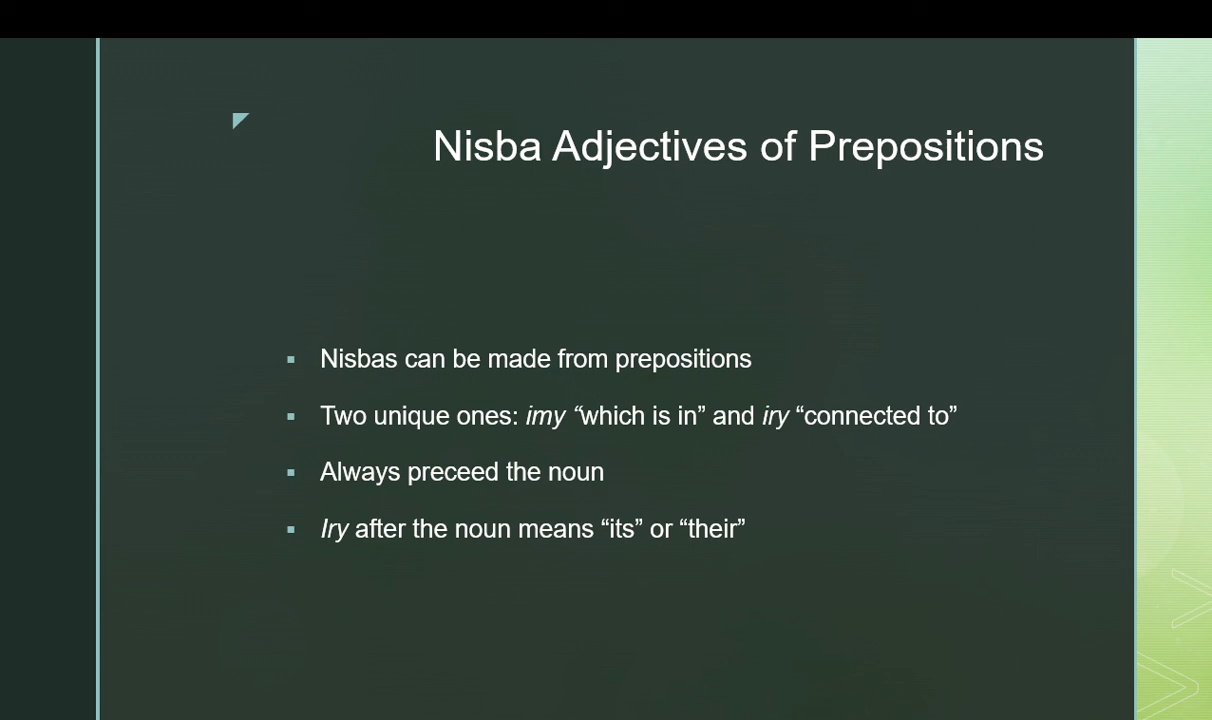 Nisba Adjectives of Prepositions
▪ Nisbas can be made from prepositions
▪ Two unique ones: imy “which is in” and iry “connected to”
▪ Always preceed the noun
▪ Iry after the noun means “its” or “their”